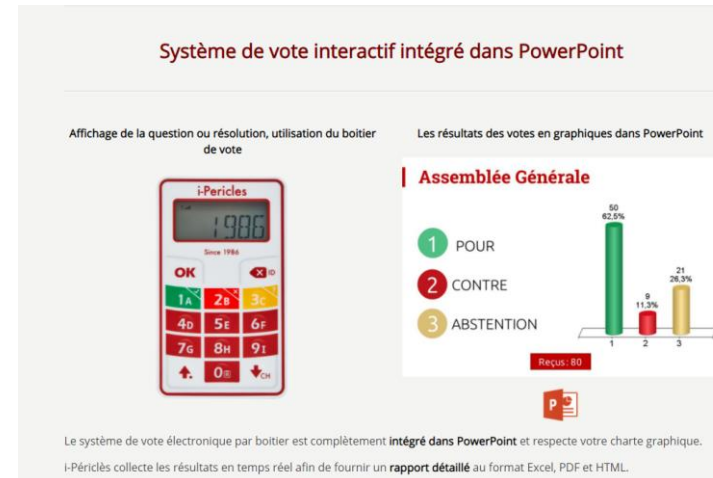 Système de vote interactif intégré dans PowerPoint
Affichage de la question ou résolution, utilisation du boitier
de vote
i-Pericles
1986
Since 1986
OK
ID
1A 2B 3C
4D 5E 6F
7G 8H 9I
0
CH
Les résultats des votes en graphiques dans PowerPoint
Assemblée Générale
1 POUR
2 CONTRE
3 ABSTENTION
50
62,5%
9
11,3%
21
26,3%
1 2 3
Reçus: 80
P
Le système de vote électronique par boitier est complètement intégré dans PowerPoint et respecte votre charte graphique.
i-Périclès collecte les résultats en temps réel afin de fournir un rapport détaillé au format Excel, PDF et HTML.